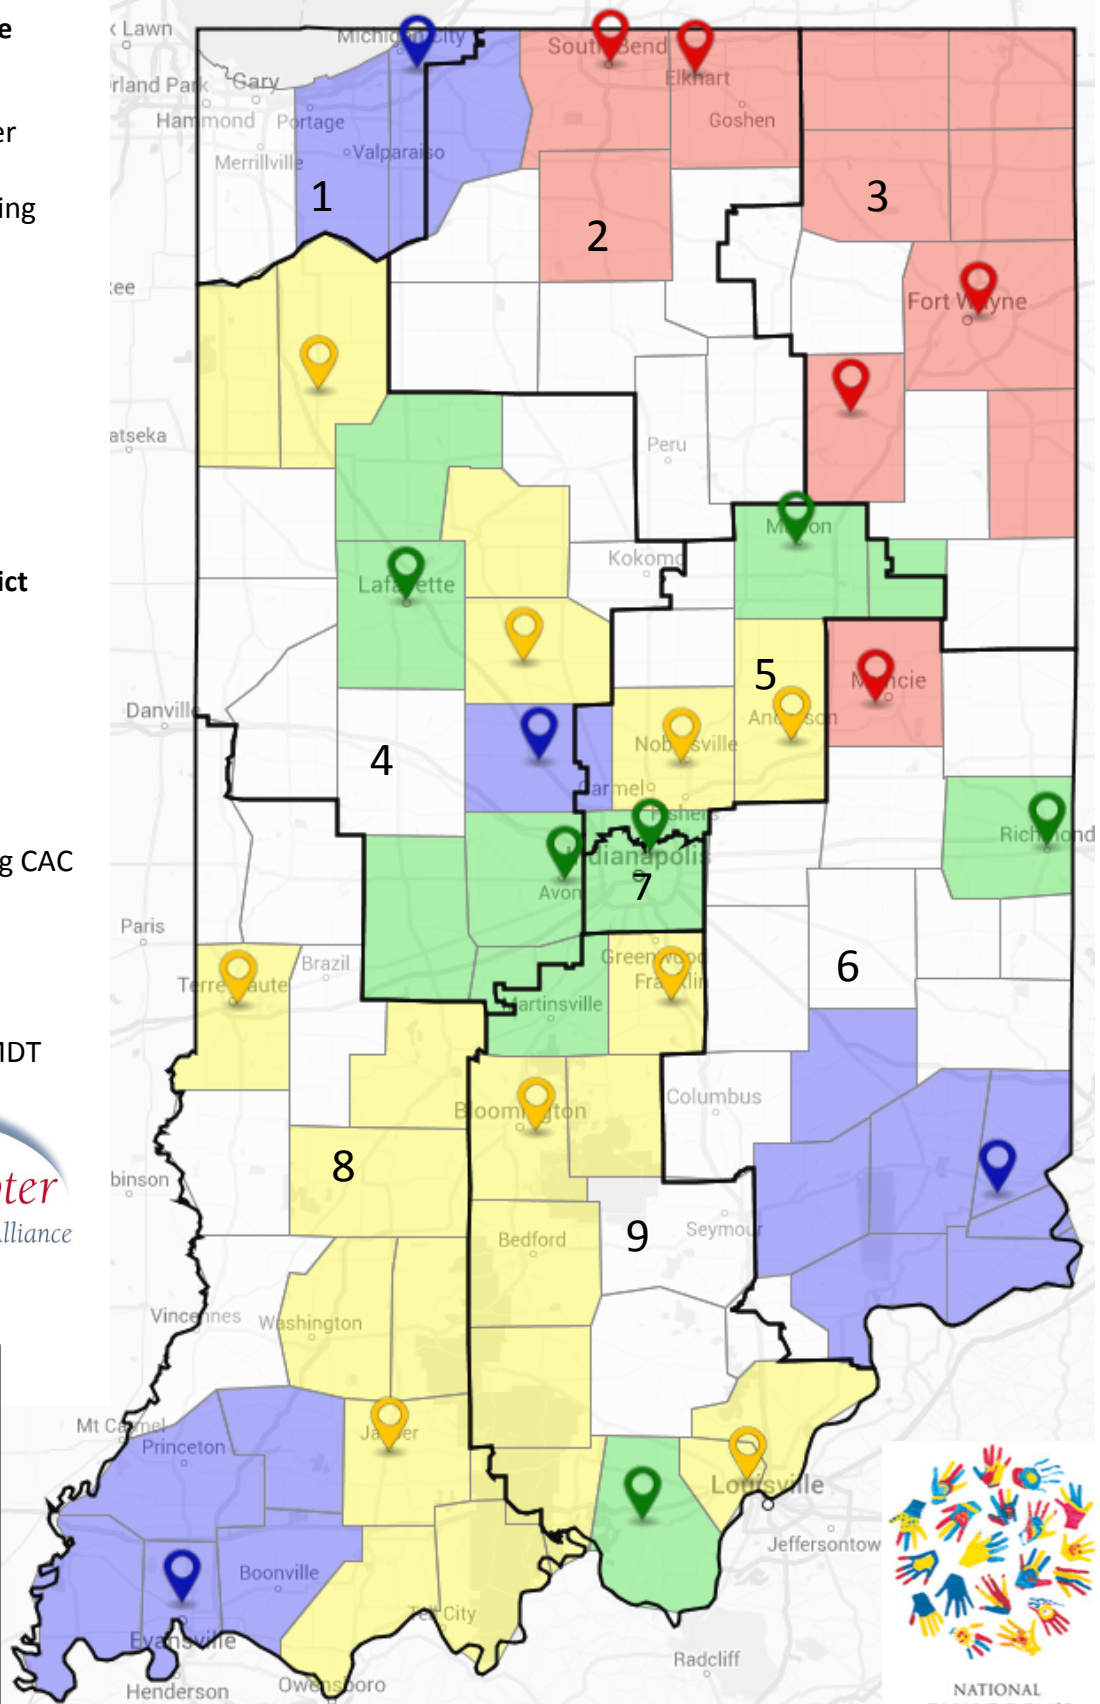 e
k Lawn
Michigan City
South Bend
Elkhart
Orland Park
Gary
Hammond
Portage
Goshen
er
Merrillville
Valparaiso
ing
1
3
2
kee
Fort Wayne
atseka
Peru
Marion
Kokomo
ict
Lafayette
5
Muncie
Danville
Anderson
Noblesville
4
Carmel
Fishers
Richmond
Indianapolis
g CAC
7
Avon
Paris
Greenwood
Brazil
6
Franklin
Terre Haute
Martinsville
MDT
Columbus
Bloomington
8
binson
ter
lliance
9
Seymour
Bedford
Vincennes
Washington
Mt Carmel
Jasper
Princeton
Louisville
Jeffersontow
Boonville
Tell City
Evansville
Radcliff
Henderson
Owensboro
NATIONAL